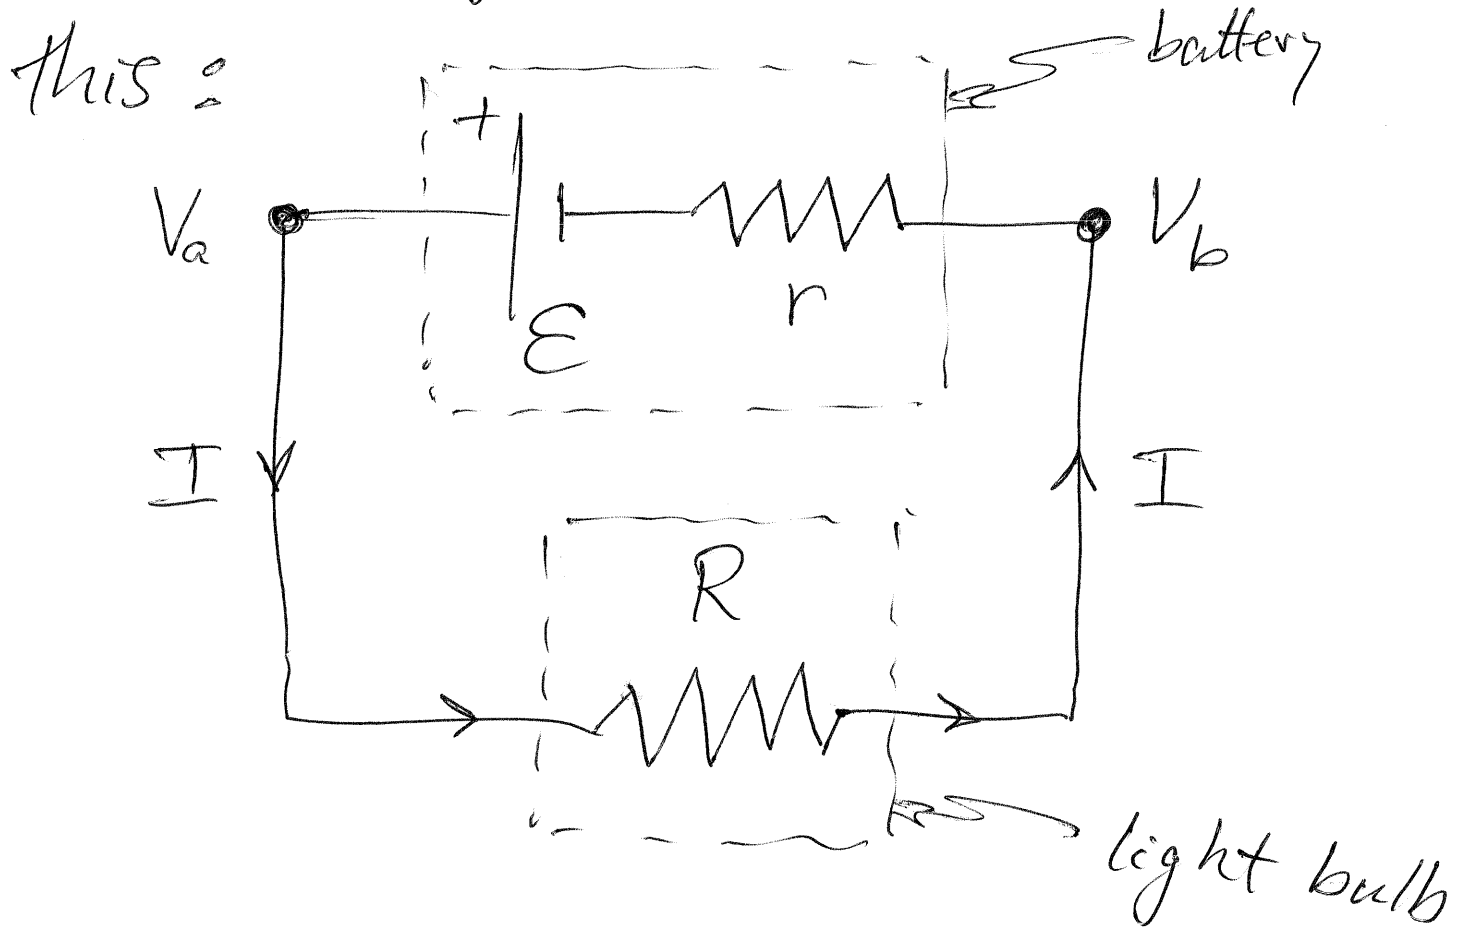 this :
battery
+
Va
Vb
ε
r
I
I
R
light bulb